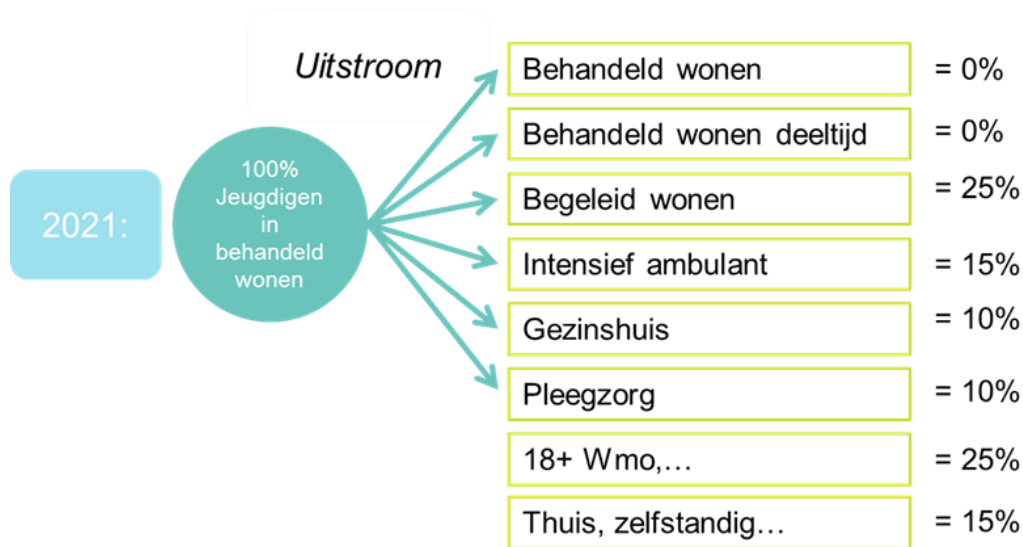 Uitstroom
2021:
100%
Jeugdigen
in
behandeld
wonen
Behandeld wonen = 0%
Behandeld wonen deeltijd = 0%
Begeleid wonen = 25%
Intensief ambulant = 15%
Gezinshuis = 10%
Pleegzorg = 10%
18+ Wmo,… = 25%
Thuis, zelfstandig… = 15%